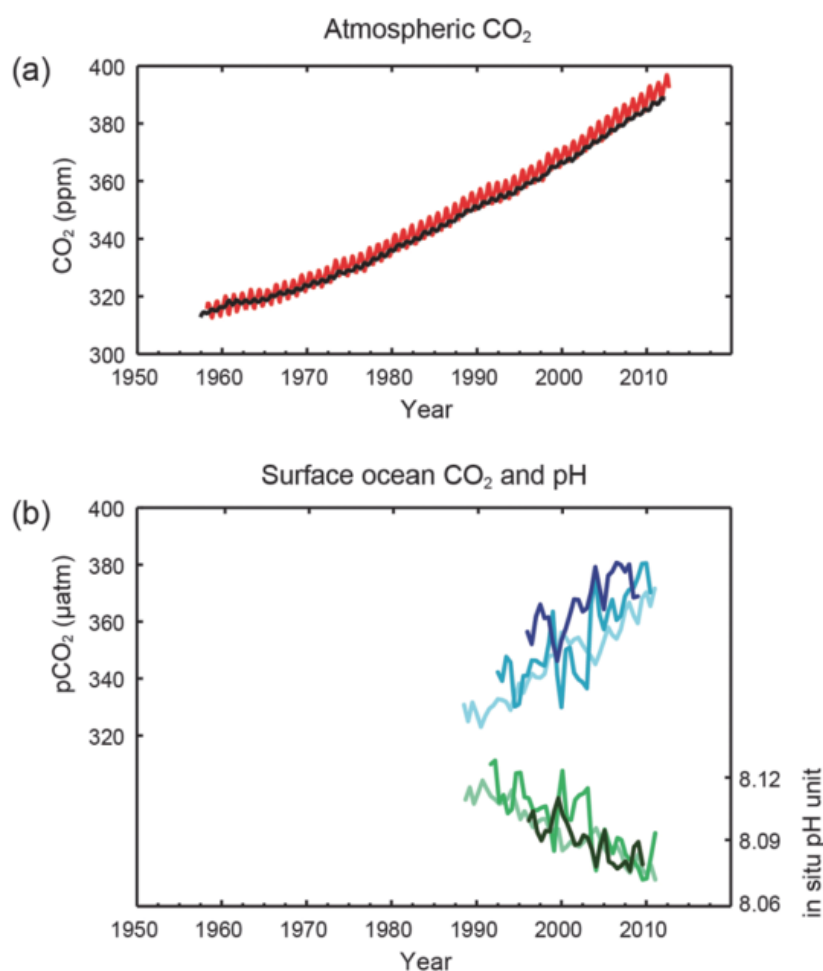 Atmospheric CO₂
(a)
400
380
360
340
320
300
CO₂ (ppm)
1950 1960 1970 1980 1990 2000 2010
Year
Surface ocean CO₂ and pH
(b)
400
380
360
340
320
pCO₂ (µatm)
8.12
8.09
8.06
in situ pH unit
1950 1960 1970 1980 1990 2000 2010
Year